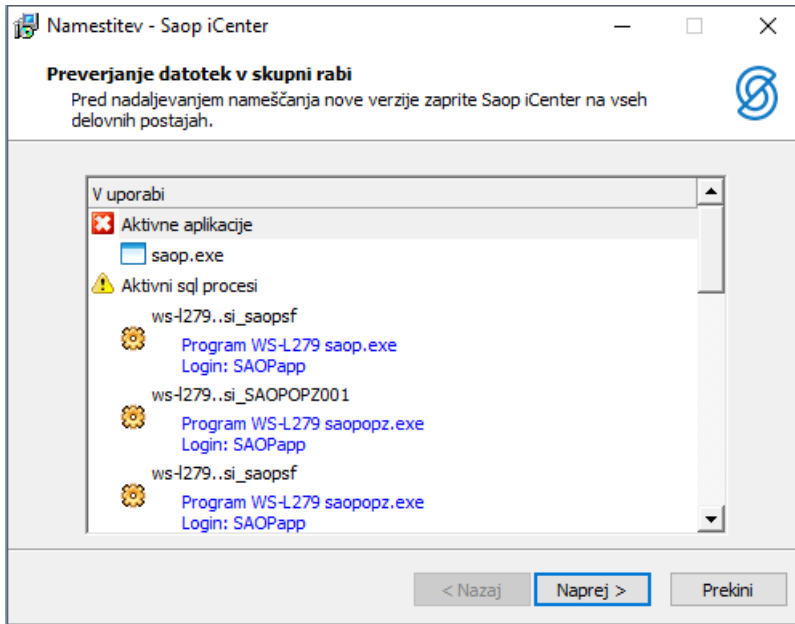 Namestitev - Saop iCenter
Preverjanje datotek v skupni rabi
Pred nadaljevanjem nameščanja nove verzije zaprite Saop iCenter na vseh
delovnih postajah.
V uporabi
Aktivne aplikacije
saop.exe
Aktivni sql procesi
ws-l279..si_saopsf
Program WS-L279 saop.exe
Login: SAOPapp
ws-l279..si_SAOPOPZ001
Program WS-L279 saopopz.exe
Login: SAOPapp
ws-l279..si_saopsf
Program WS-L279 saopopz.exe
Login: SAOPapp
< Nazaj
Naprej >
Prekini